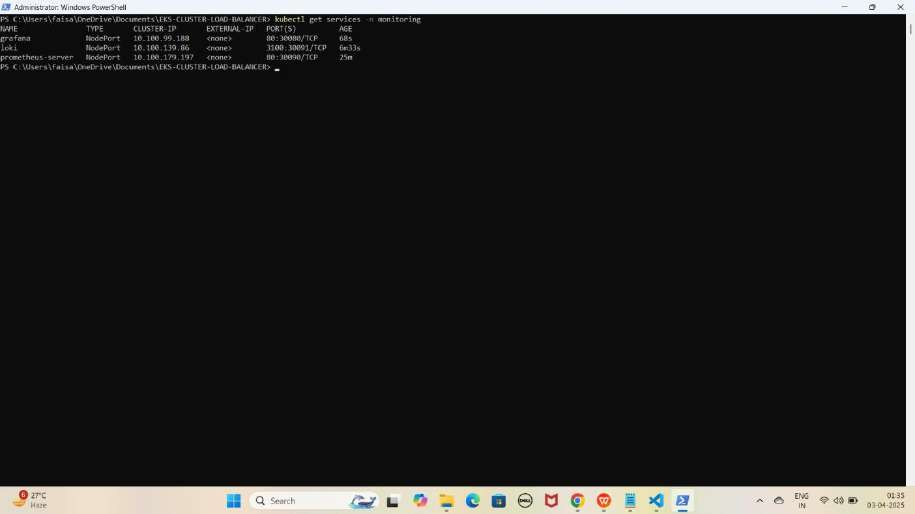 Administrator: Windows PowerShell
PS C:\Users\faisa\OneDrive\Documents\EKS-CLUSTER-LOAD-BALANCER> kubectl get services -n monitoring
NAME TYPE CLUSTER-IP EXTERNAL-IP PORT(S) AGE
grafana NodePort 10.100.99.188 <none> 80:30080/TCP 68s
loki NodePort 10.100.139.86 <none> 3100:30091/TCP 6m33s
prometheus-server NodePort 10.100.179.197 <none> 80:30090/TCP 25m
PS C:\Users\faisa\OneDrive\Documents\EKS-CLUSTER-LOAD-BALANCER>
6
27°C
Haze
Search
DELL
W
ENG
IN
01:35
03-04-2025